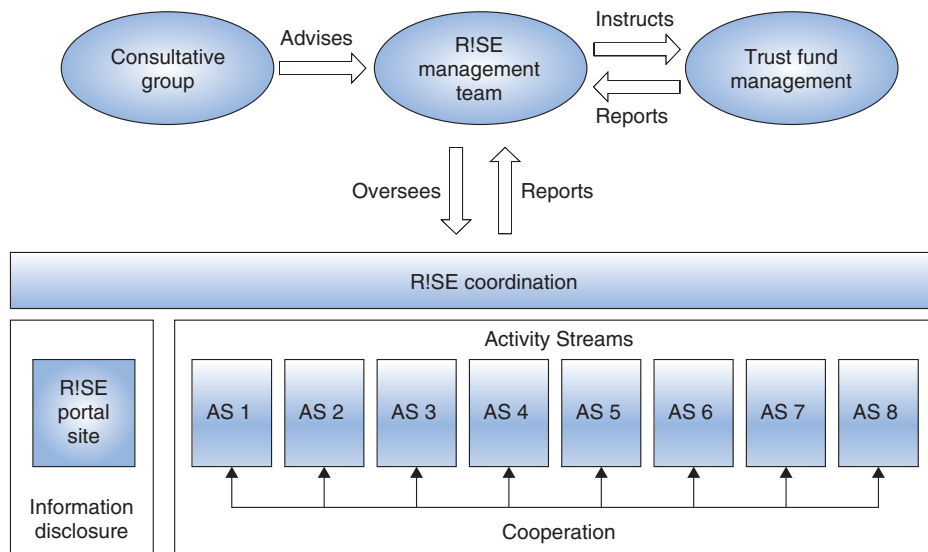 Consultative
group
Advises
R!SE
management
team
Instructs
Reports
Trust fund
management
Oversees
Reports
R!SE coordination
R!SE
portal
site
Information
disclosure
Activity Streams
AS 1 AS 2 AS 3 AS 4 AS 5 AS 6 AS 7 AS 8
Cooperation